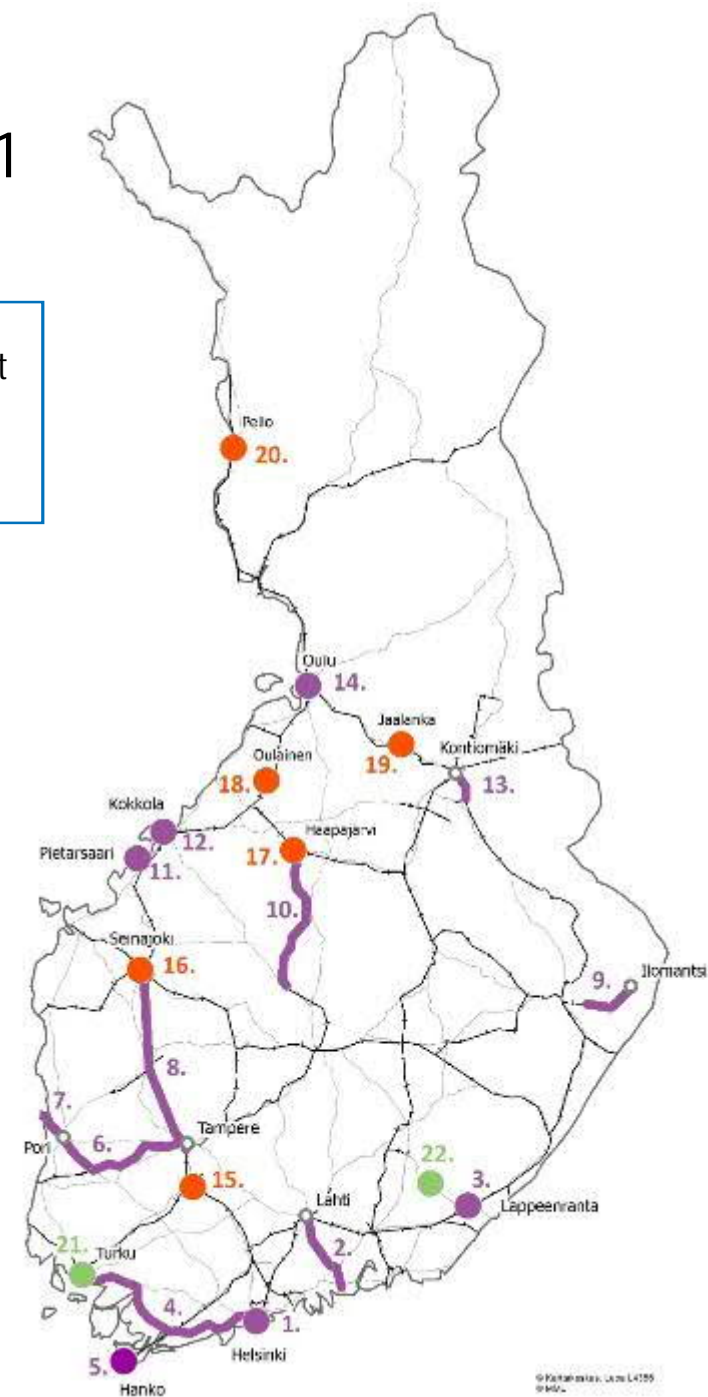 1
t
Pello
20.
Oulu
14.
Jaalanka
19.
Kontiomäki
13.
Oulainen
18.
Kokkola
12.
Haapajärvi
17.
Pietarsaari
11.
10.
Seinäjoki
16.
9.
Ilomantsi
8.
7.
Pori
6.
Tampere
15.
22.
3.
Lappeenranta
Lahti
2.
21.
Turku
4.
1.
Helsinki
5.
Hanko